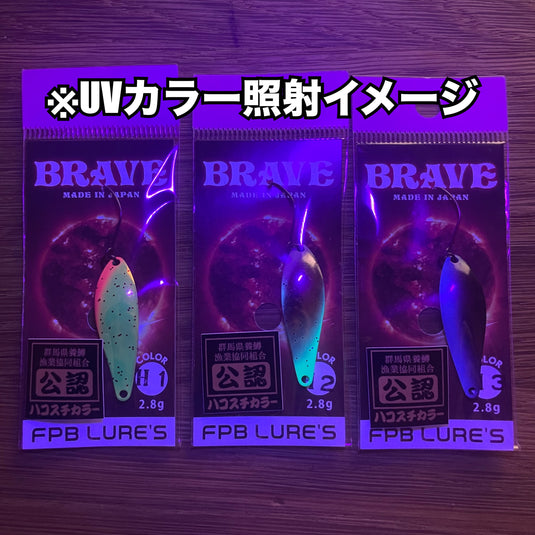 ※UVカラー照射イメージ
BRAVE
MADE IN JAPAN
群馬県養鱒
漁業協同組合
公認
ハコスチカラー
COLOR
H 1
2.8g
FPB LURE'S
BRAVE
MADE IN JAPAN
群馬県養鱒
漁業協同組合
公認
ハコスチカラー
2
2.8g
FPB LURE'S
BRAVE
MADE IN JAPAN
群馬県養鱒
漁業協同組合
公認
ハコスチカラー
3
2.8g
FPB LURE'S